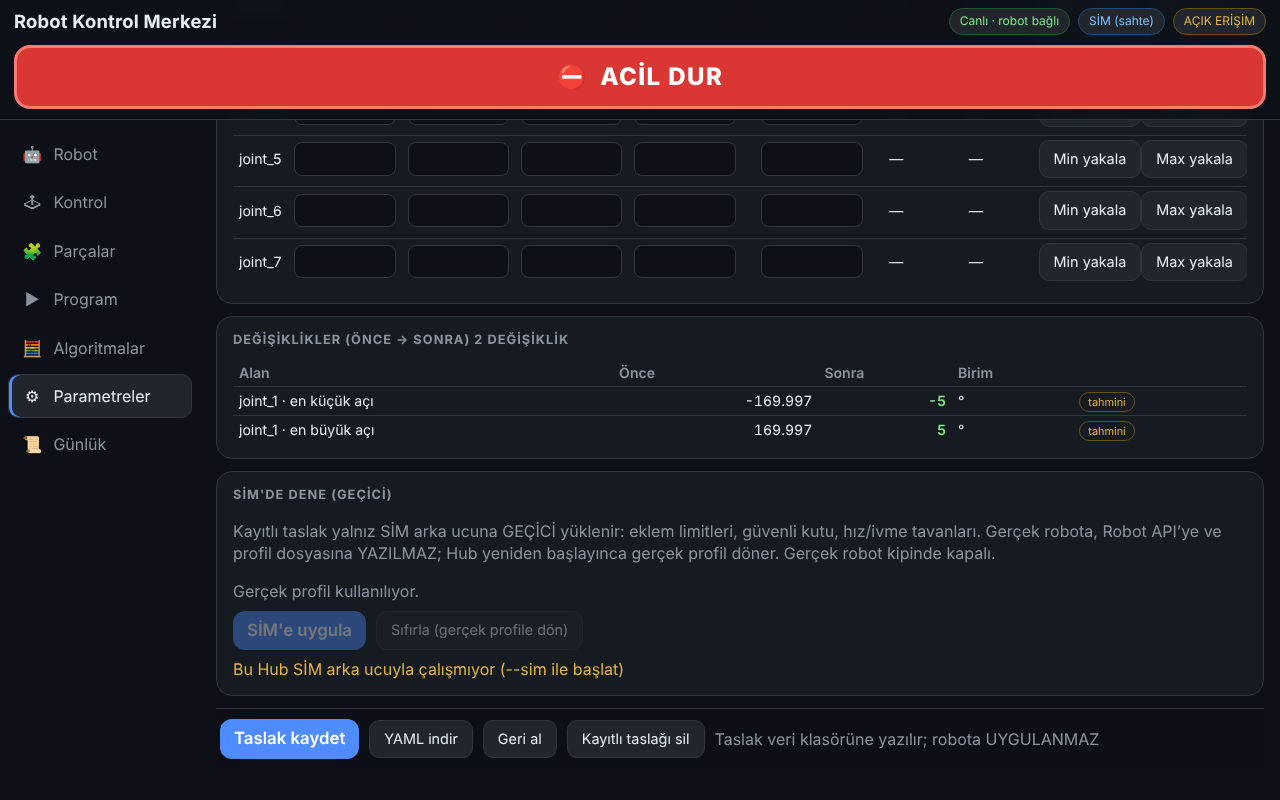 Robot Kontrol Merkezi
Canlı · robot bağlı
SİM (sahte)
AÇIK ERİŞİM
ACİL DUR
Robot
Kontrol
Parçalar
Program
Algoritmalar
Parametreler
Günlük
joint_5 — — Min yakala Max yakala
joint_6 — — Min yakala Max yakala
joint_7 — — Min yakala Max yakala
DEĞİŞİKLİKLER (ÖNCE → SONRA) 2 DEĞİŞİKLİK
Alan Önce Sonra Birim
joint_1 · en küçük açı -169.997 -5 ° tahmini
joint_1 · en büyük açı 169.997 5 ° tahmini
SİM'DE DENE (GEÇİCİ)
Kayıtlı taslak yalnız SİM arka ucuna GEÇİCİ yüklenir: eklem limitleri, güvenli kutu, hız/ivme tavanları. Gerçek robota, Robot API’ye ve
profil dosyasına YAZILMAZ; Hub yeniden başlayınca gerçek profil döner. Gerçek robot kipinde kapalı.
Gerçek profil kullanılıyor.
SİM'e uygula Sıfırla (gerçek profile dön)
Bu Hub SİM arka ucuyla çalışmıyor (--sim ile başlat)
Taslak kaydet YAML indir Geri al Kayıtlı taslağı sil Taslak veri klasörüne yazılır; robota UYGULANMAZ